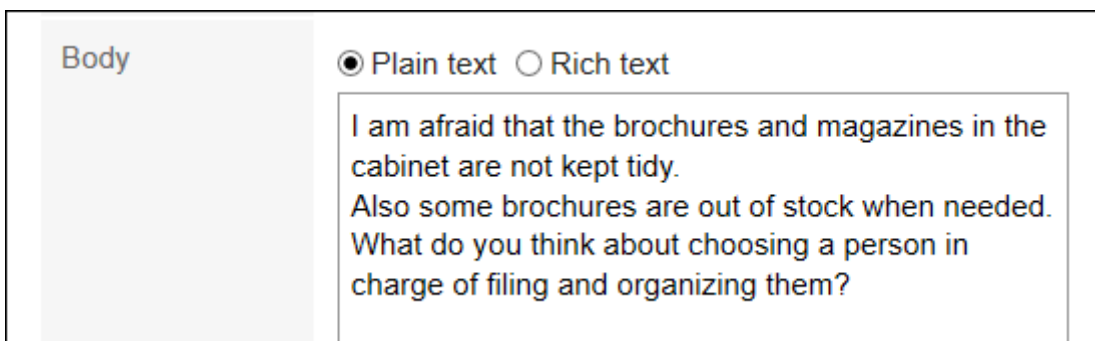 Body
Plain text Rich text
I am afraid that the brochures and magazines in the
cabinet are not kept tidy.
Also some brochures are out of stock when needed.
What do you think about choosing a person in
charge of filing and organizing them?